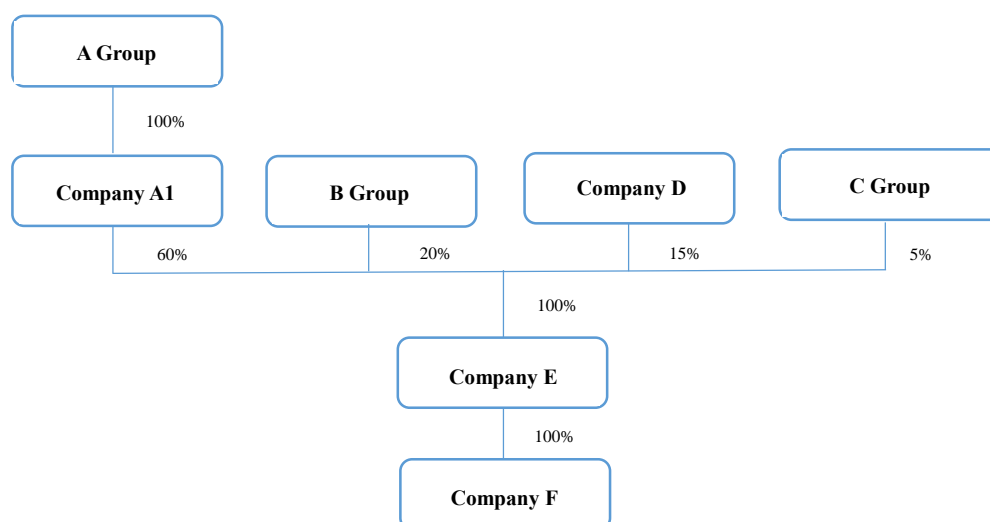 A Group
100%
Company A1
B Group
Company D
C Group
60%
20%
15%
5%
100%
Company E
100%
Company F